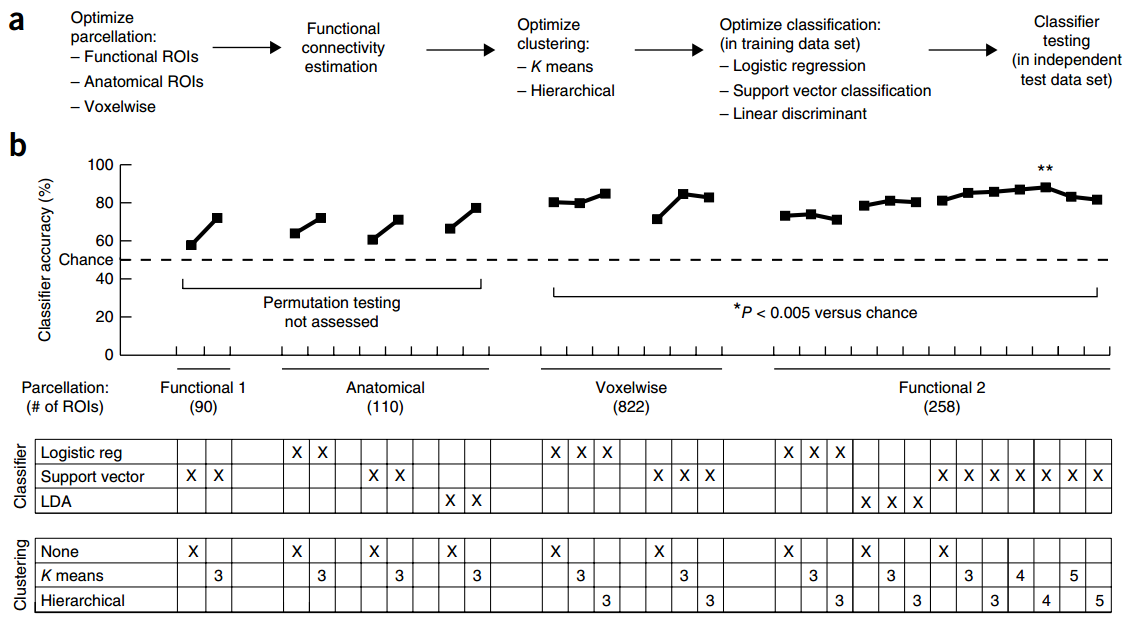 a
Optimize
parcellation:
– Functional ROIs
– Anatomical ROIs
– Voxelwise
Functional
connectivity
estimation
Optimize
clustering:
– K means
– Hierarchical
Optimize classification:
(in training data set)
– Logistic regression
– Support vector classification
– Linear discriminant
Classifier
testing
(in independent
test data set)
b
Classifier accuracy (%)
100
80
60
Chance
40
20
0
**
Permutation testing
not assessed
*P < 0.005 versus chance
Parcellation:
(# of ROIs)
Functional 1
(90)
Anatomical
(110)
Voxelwise
(822)
Functional 2
(258)
Classifier
Logistic reg X X X X X X X X
Support vector X X X X X X X X X X X X X X
LDA X X X X X
Clustering
None X X X X X X X X X
K means 3 3 3 3 3 3 3 3 3 4 5
Hierarchical 3 3 3 3 3 4 5